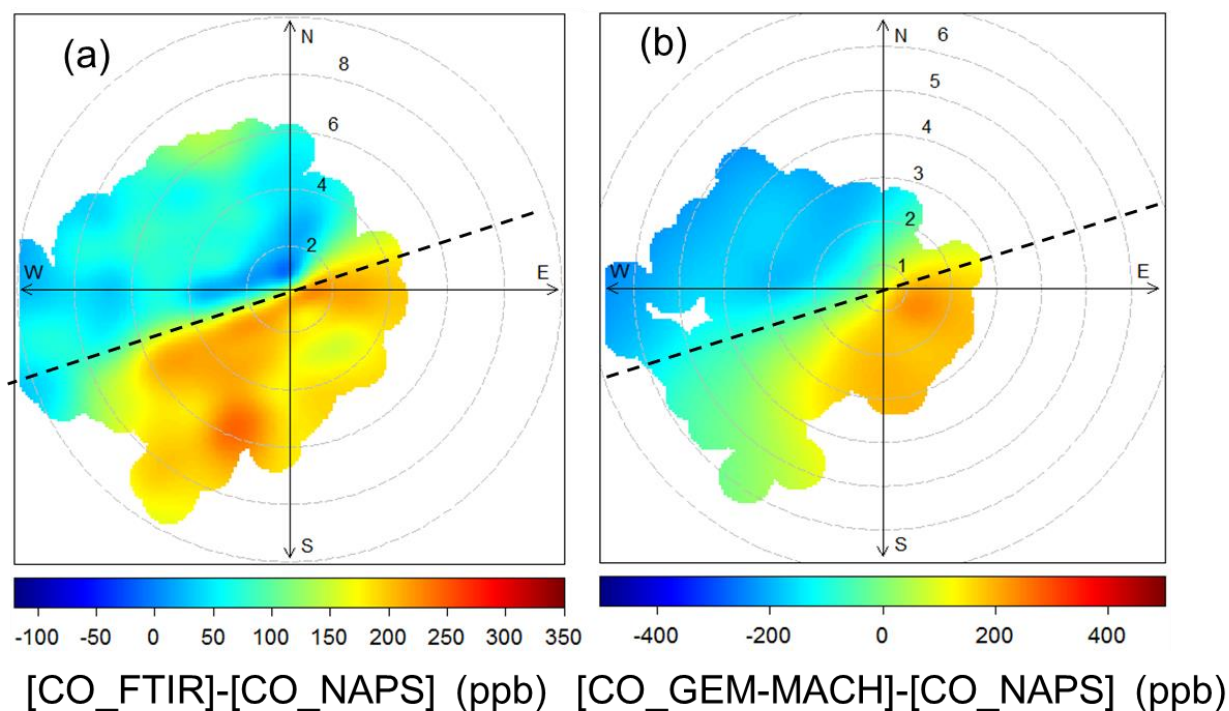 (a)
N
8
6
4
2
W
E
S
-100 -50 0 50 100 150 200 250 300 350
[CO_FTIR]-[CO_NAPS] (ppb)
(b)
N
6
5
4
3
2
1
W
E
S
-400 -200 0 200 400
[CO_GEM-MACH]-[CO_NAPS] (ppb)